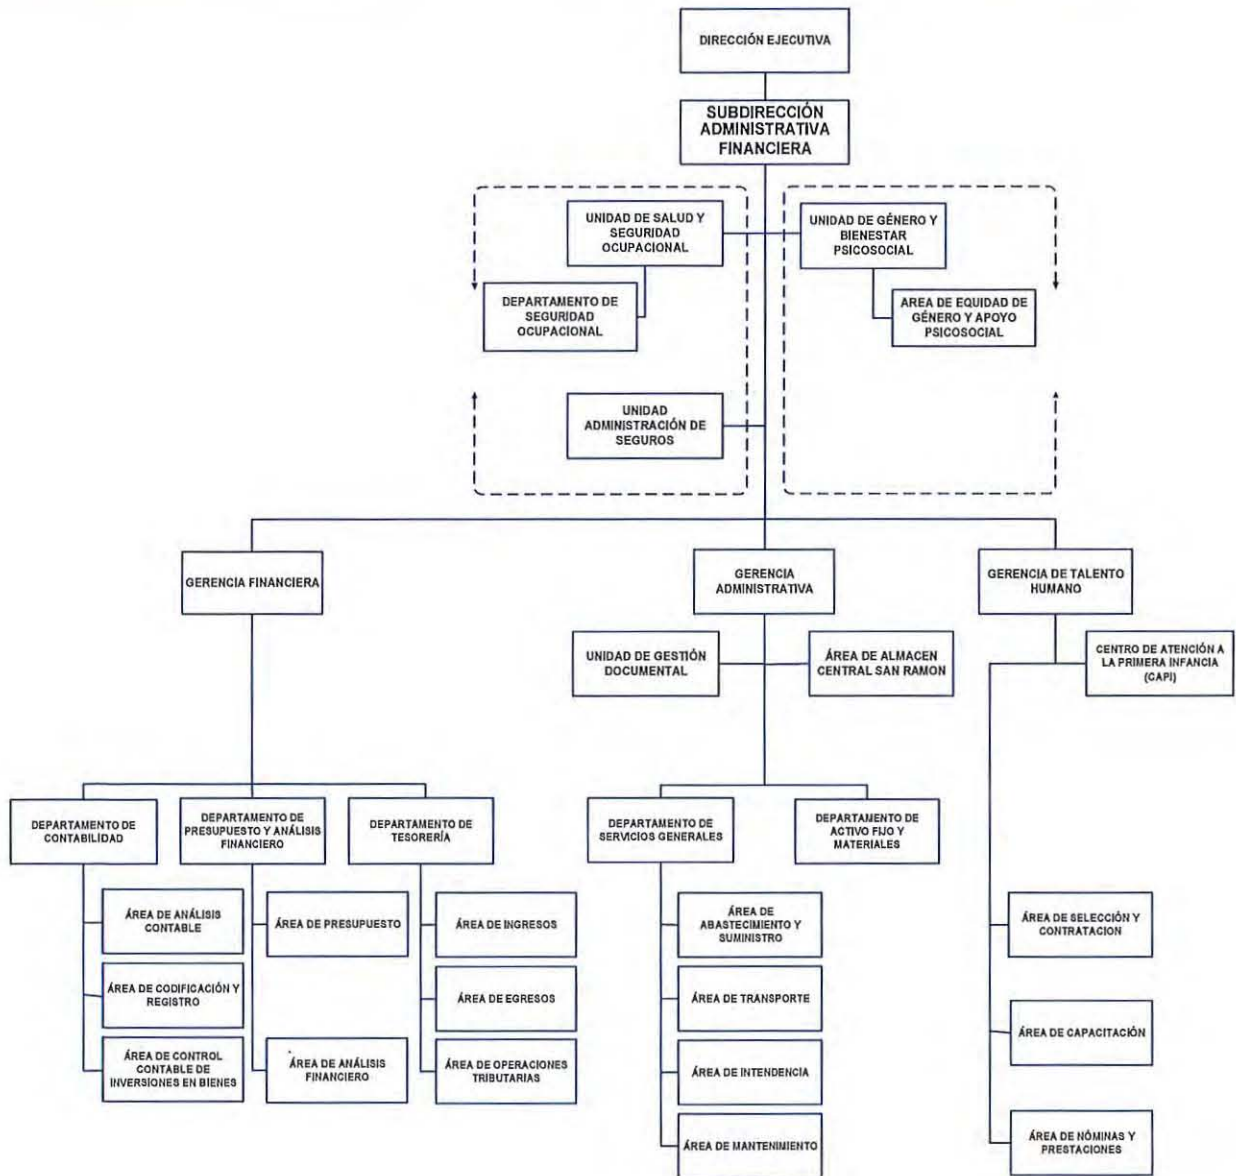 DIRECCIÓN EJECUTIVA
SUBDIRECCIÓN
ADMINISTRATIVA
FINANCIERA
UNIDAD DE SALUD Y
SEGURIDAD
OCUPACIONAL
UNIDAD DE GÉNERO Y
BIENESTAR
PSICOSOCIAL
DEPARTAMENTO DE
SEGURIDAD
OCUPACIONAL
AREA DE EQUIDAD DE
GÉNERO Y APOYO
PSICOSOCIAL
UNIDAD
ADMINISTRACIÓN DE
SEGUROS
GERENCIA FINANCIERA
GERENCIA
ADMINISTRATIVA
GERENCIA DE TALENTO
HUMANO
UNIDAD DE GESTIÓN
DOCUMENTAL
ÁREA DE ALMACEN
CENTRAL SAN RAMON
CENTRO DE ATENCIÓN A
LA PRIMERA INFANCIA
(CAPI)
DEPARTAMENTO DE
CONTABILIDAD
DEPARTAMENTO DE
PRESUPUESTO Y ANÁLISIS
FINANCIERO
DEPARTAMENTO DE
TESORERÍA
DEPARTAMENTO DE
SERVICIOS GENERALES
DEPARTAMENTO DE
ACTIVO FIJO Y
MATERIALES
ÁREA DE ANÁLISIS
CONTABLE
ÁREA DE PRESUPUESTO
ÁREA DE INGRESOS
ÁREA DE
ABASTECIMIENTO Y
SUMINISTRO
ÁREA DE SELECCIÓN Y
CONTRATACION
ÁREA DE CODIFICACIÓN Y
REGISTRO
ÁREA DE EGRESOS
ÁREA DE TRANSPORTE
ÁREA DE CAPACITACIÓN
ÁREA DE CONTROL
CONTABLE DE
INVERSIONES EN BIENES
ÁREA DE ANÁLISIS
FINANCIERO
ÁREA DE OPERACIONES
TRIBUTARIAS
ÁREA DE INTENDENCIA
ÁREA DE MANTENIMIENTO
ÁREA DE NÓMINAS Y
PRESTACIONES